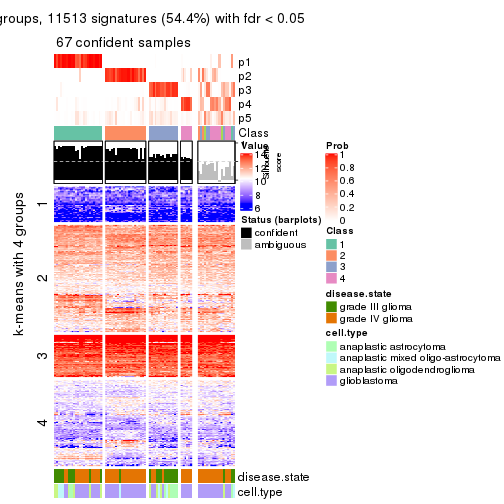 groups, 11513 signatures (54.4%) with fdr < 0.05
67 confident samples
p1
p2
p3
p4
p5
Class
1
2
3
4
k-means with 4 groups
Value
14
12
10
8
6
Silhouette score
Status (barplots)
confident
ambiguous
Prob
1
0.8
0.6
0.4
0.2
0
Class
1
2
3
4
disease.state
grade III glioma
grade IV glioma
cell.type
anaplastic astrocytoma
anaplastic mixed oligo-astrocytoma
anaplastic oligodendroglioma
glioblastoma
disease.state
cell.type